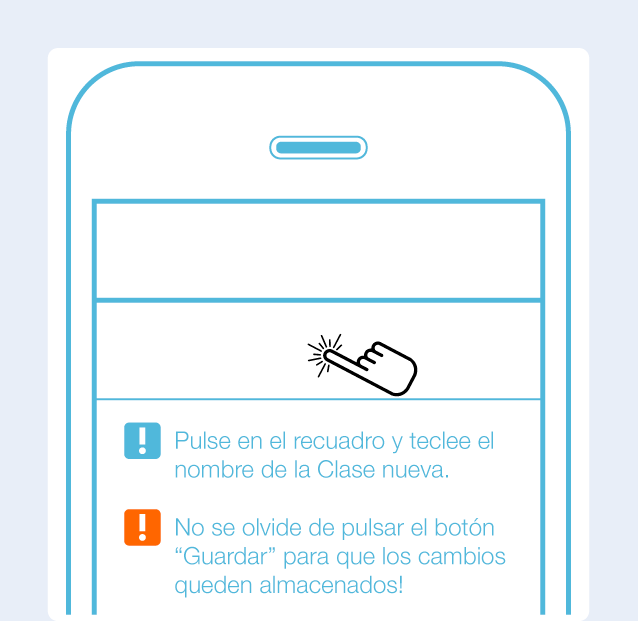 Pulse en el recuadro y teclee el
nombre de la Clase nueva.
No se olvide de pulsar el botón
“Guardar” para que los cambios
queden almacenados!